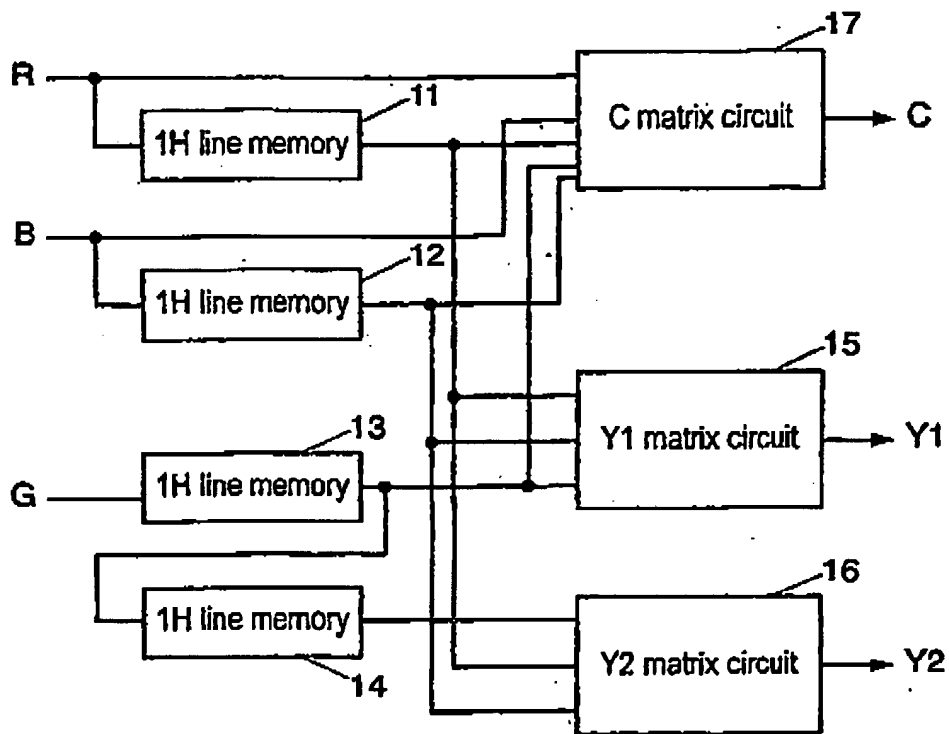 17
R
11
C matrix circuit
C
1H line memory
B
12
1H line memory
15
13
Y1 matrix circuit
Y1
G
1H line memory
16
1H line memory
Y2 matrix circuit
Y2
14